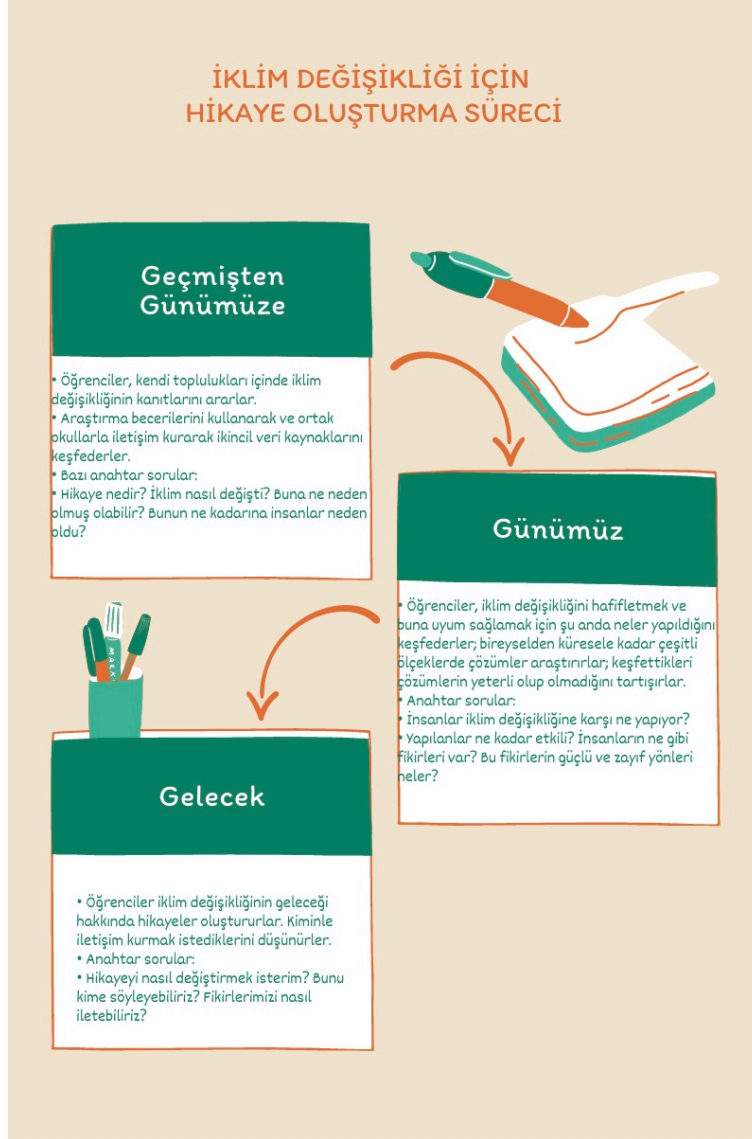 İKLİM DEĞİŞİKLİĞİ İÇİN
HİKAYE OLUŞTURMA SÜRECİ
Geçmişten
Günümüze
• Öğrenciler, kendi toplulukları içinde iklim
değişikliğinin kanıtlarını ararlar.
• Araştırma becerilerini kullanarak ve ortak
okullarla iletişim kurarak ikincil veri kaynaklarını
keşfederler.
• Bazı anahtar sorular:
• Hikaye nedir? İklim nasıl değişti? Buna ne neden
olmuş olabilir? Bunun ne kadarına insanlar neden
oldu?
Günümüz
• Öğrenciler, iklim değişikliğini hafifletmek ve
buna uyum sağlamak için şu anda neler yapıldığını
keşfederler; bireyselden küresele kadar çeşitli
ölçeklerde çözümler araştırırlar; keşfettikleri
çözümlerin yeterli olup olmadığını tartışırlar.
• Anahtar sorular:
• İnsanlar iklim değişikliğine karşı ne yapıyor?
• Yapılanlar ne kadar etkili? İnsanların ne gibi
fikirleri var? Bu fikirlerin güçlü ve zayıf yönleri
neler?
Gelecek
• Öğrenciler iklim değişikliğinin geleceği
hakkında hikayeler oluştururlar. Kiminle
iletişim kurmak istediklerini düşünürler.
• Anahtar sorular:
• Hikayeyi nasıl değiştirmek isterim? Bunu
kime söyleyebiliriz? Fikirlerimizi nasıl
iletebiliriz?